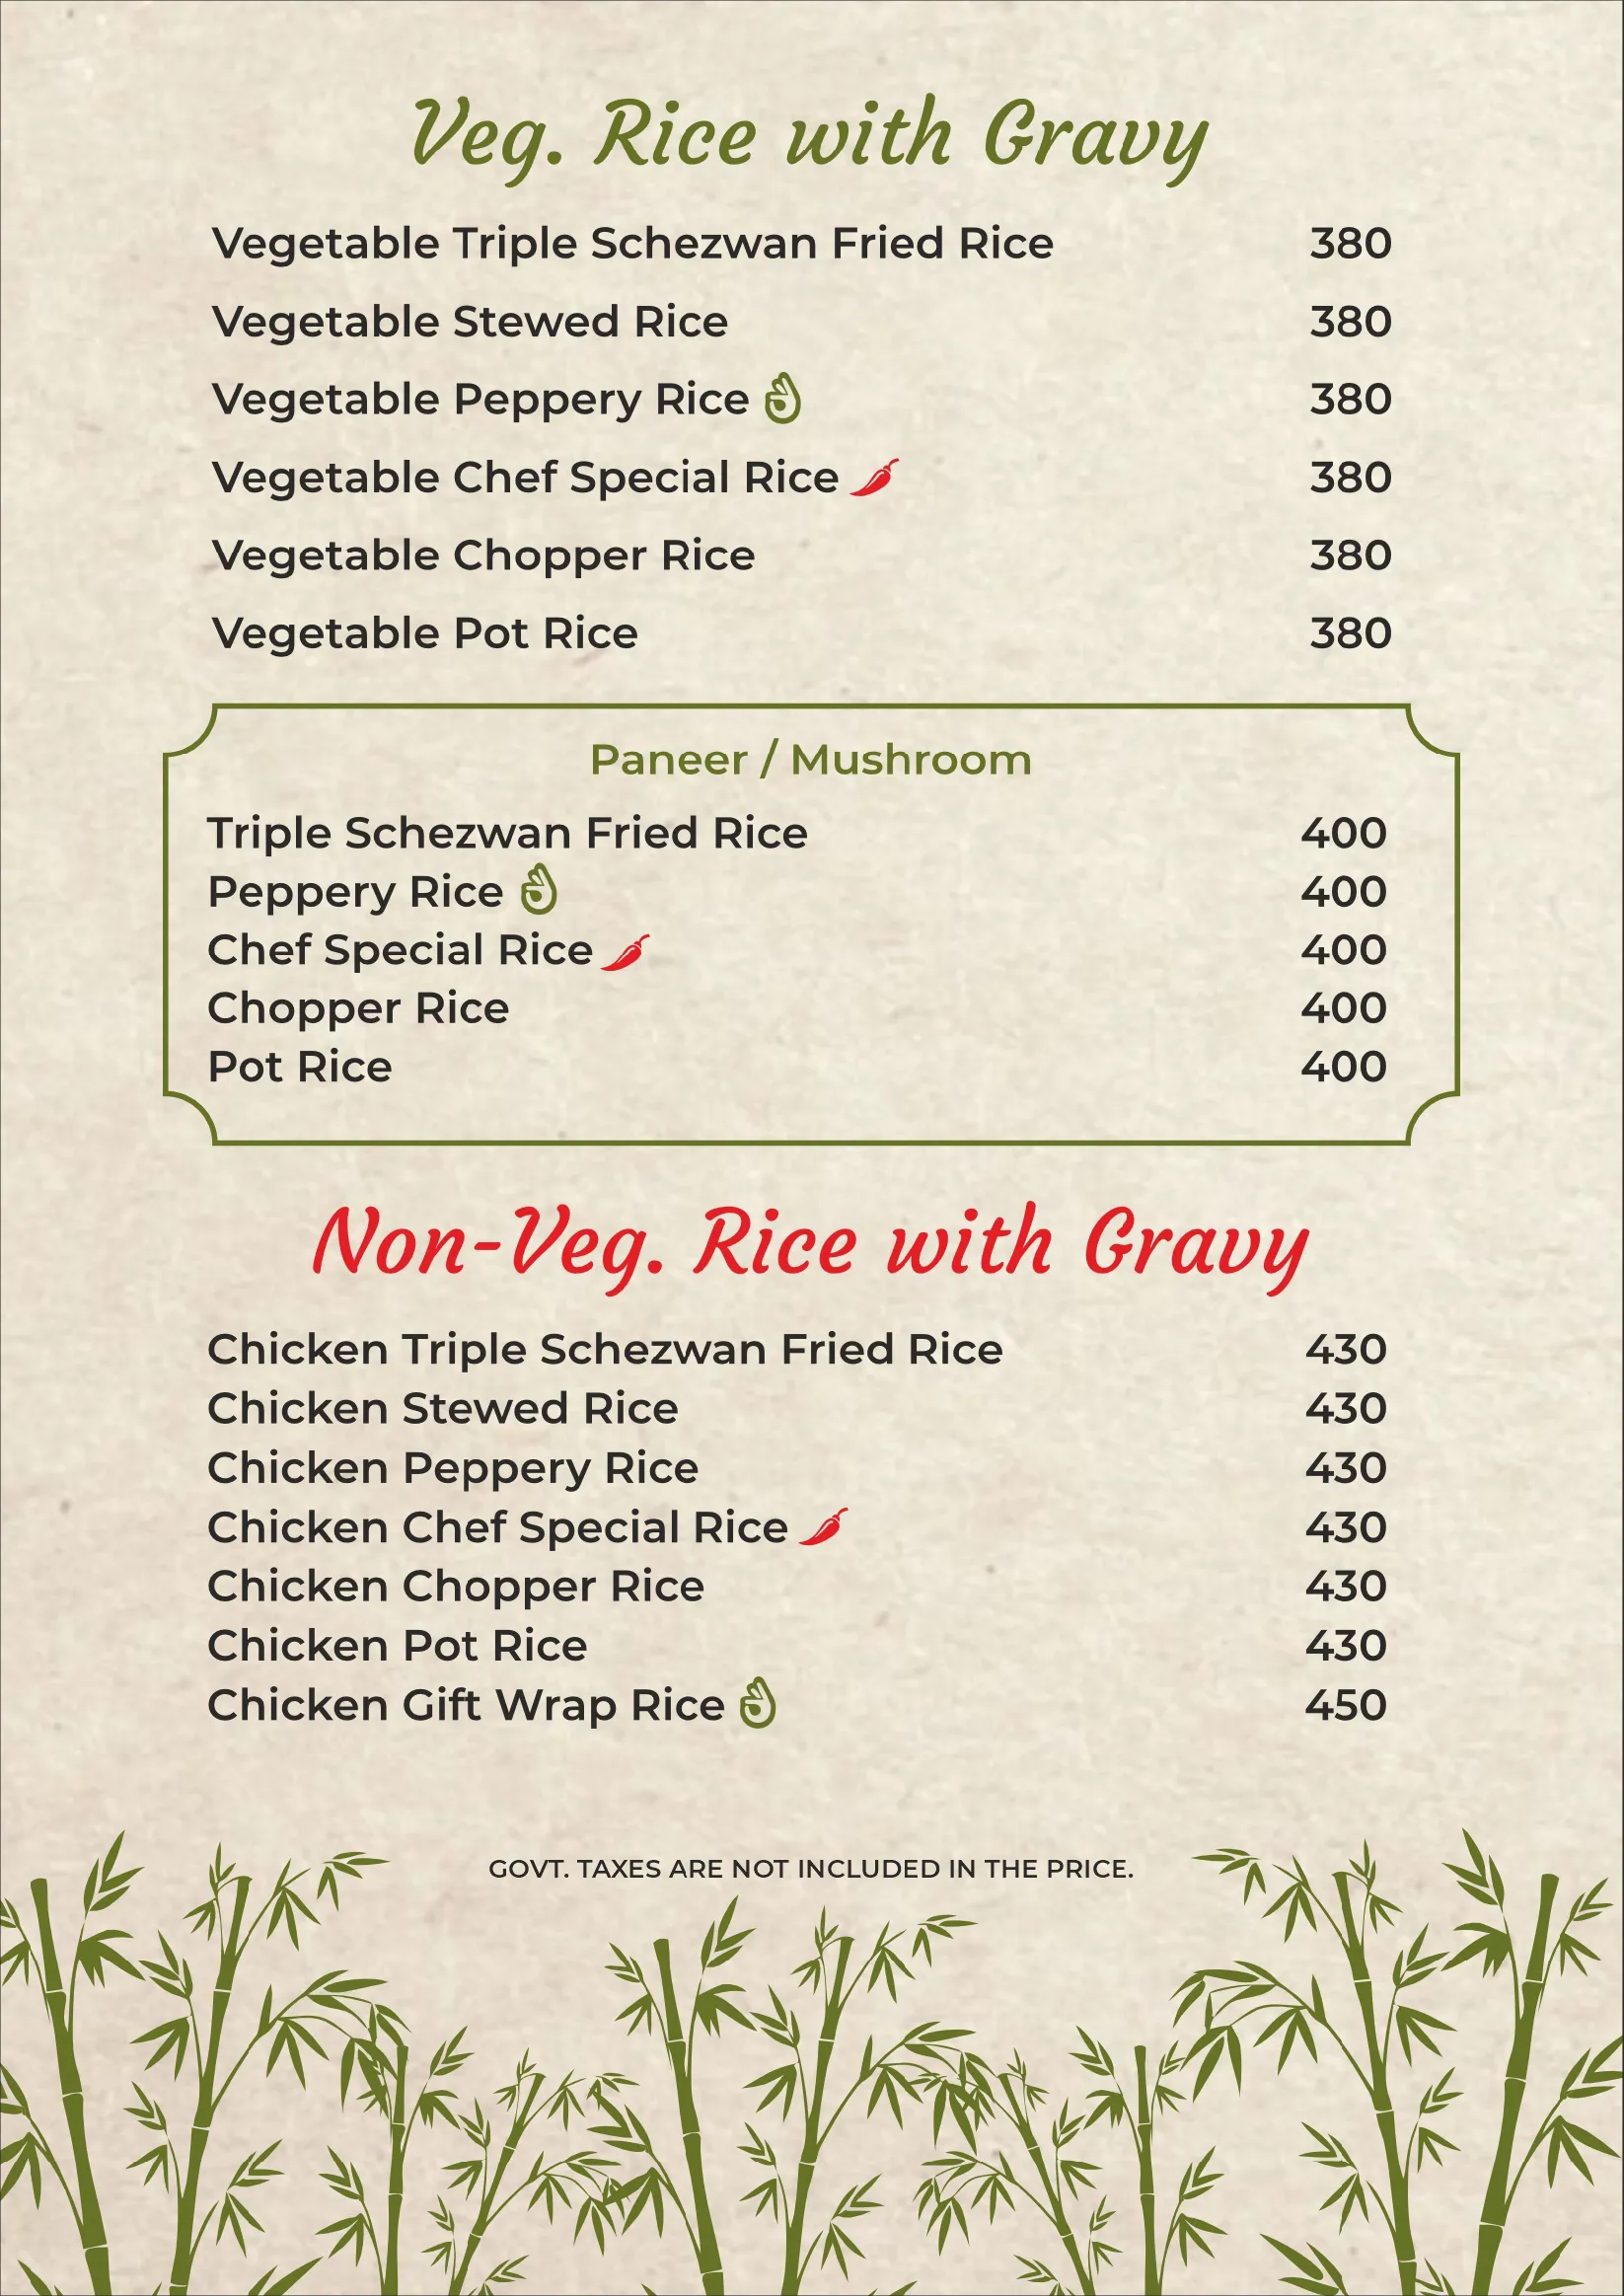 Veg. Rice with Gravy
Vegetable Triple Schezwan Fried Rice 380
Vegetable Stewed Rice 380
Vegetable Peppery Rice 380
Vegetable Chef Special Rice 380
Vegetable Chopper Rice 380
Vegetable Pot Rice 380
Paneer / Mushroom
Triple Schezwan Fried Rice 400
Peppery Rice 400
Chef Special Rice 400
Chopper Rice 400
Pot Rice 400
Non-Veg. Rice with Gravy
Chicken Triple Schezwan Fried Rice 430
Chicken Stewed Rice 430
Chicken Peppery Rice 430
Chicken Chef Special Rice 430
Chicken Chopper Rice 430
Chicken Pot Rice 430
Chicken Gift Wrap Rice 450
GOVT. TAXES ARE NOT INCLUDED IN THE PRICE.